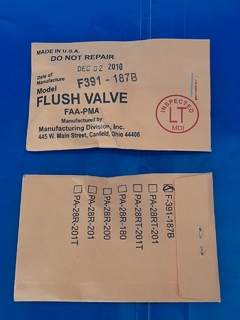 MADE IN U.S.A.
DO NOT REPAIR
Date of
Manufacture
DEC 02 2010
Model
F391 - 187B
FLUSH VALVE
FAA-PMA
Manufactured by
Manufacturing Division, Inc.
445 W. Main Street, Canfield, Ohio 44406
INSPECTED
LT
MDI
F-391-187B
PA-28RT-201
PA-28RT-201T
PA-28R-180
PA-28R-200
PA-28R-201
PA-28R-201T